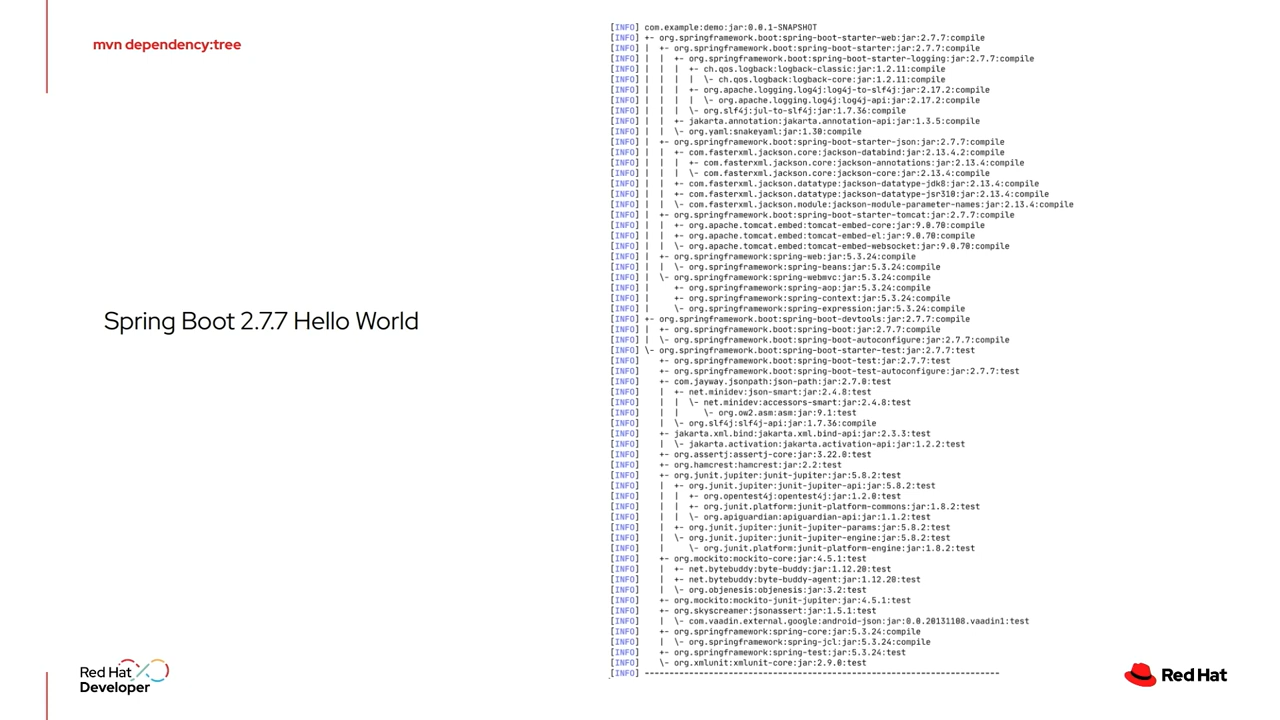 mvn dependency:tree
Spring Boot 2.7.7 Hello World
[INFO] com.example:demo:jar:0.0.1-SNAPSHOT
[INFO] +- org.springframework.boot:spring-boot-starter-web:jar:2.7.7:compile
[INFO] |  +- org.springframework.boot:spring-boot-starter:jar:2.7.7:compile
[INFO] |  |  +- org.springframework.boot:spring-boot-starter-logging:jar:2.7.7:compile
[INFO] |  |  |  +- ch.qos.logback:logback-classic:jar:1.2.11:compile
[INFO] |  |  |  |  \- ch.qos.logback:logback-core:jar:1.2.11:compile
[INFO] |  |  |  +- org.apache.logging.log4j:log4j-to-slf4j:jar:2.17.2:compile
[INFO] |  |  |  |  \- org.apache.logging.log4j:log4j-api:jar:2.17.2:compile
[INFO] |  |  |  \- org.slf4j:jul-to-slf4j:jar:1.7.36:compile
[INFO] |  |  +- jakarta.annotation:jakarta.annotation-api:jar:1.3.5:compile
[INFO] |  |  \- org.yaml:snakeyaml:jar:1.30:compile
[INFO] |  +- org.springframework.boot:spring-boot-starter-json:jar:2.7.7:compile
[INFO] |  |  +- com.fasterxml.jackson.core:jackson-databind:jar:2.13.4.2:compile
[INFO] |  |  |  +- com.fasterxml.jackson.core:jackson-annotations:jar:2.13.4:compile
[INFO] |  |  |  \- com.fasterxml.jackson.core:jackson-core:jar:2.13.4:compile
[INFO] |  |  +- com.fasterxml.jackson.datatype:jackson-datatype-jdk8:jar:2.13.4:compile
[INFO] |  |  +- com.fasterxml.jackson.datatype:jackson-datatype-jsr310:jar:2.13.4:compile
[INFO] |  |  \- com.fasterxml.jackson.module:jackson-module-parameter-names:jar:2.13.4:compile
[INFO] |  +- org.springframework.boot:spring-boot-starter-tomcat:jar:2.7.7:compile
[INFO] |  |  +- org.apache.tomcat.embed:tomcat-embed-core:jar:9.0.70:compile
[INFO] |  |  +- org.apache.tomcat.embed:tomcat-embed-el:jar:9.0.70:compile
[INFO] |  |  \- org.apache.tomcat.embed:tomcat-embed-websocket:jar:9.0.70:compile
[INFO] |  +- org.springframework:spring-web:jar:5.3.24:compile
[INFO] |  |  \- org.springframework:spring-beans:jar:5.3.24:compile
[INFO] |  \- org.springframework:spring-webmvc:jar:5.3.24:compile
[INFO] |     +- org.springframework:spring-aop:jar:5.3.24:compile
[INFO] |     +- org.springframework:spring-context:jar:5.3.24:compile
[INFO] |     \- org.springframework:spring-expression:jar:5.3.24:compile
[INFO] +- org.springframework.boot:spring-boot-devtools:jar:2.7.7:compile
[INFO] |  +- org.springframework.boot:spring-boot:jar:2.7.7:compile
[INFO] |  \- org.springframework.boot:spring-boot-autoconfigure:jar:2.7.7:compile
[INFO] \- org.springframework.boot:spring-boot-starter-test:jar:2.7.7:test
[INFO]    +- org.springframework.boot:spring-boot-test:jar:2.7.7:test
[INFO]    +- org.springframework.boot:spring-boot-test-autoconfigure:jar:2.7.7:test
[INFO]    +- com.jayway.jsonpath:json-path:jar:2.7.0:test
[INFO]    |  +- net.minidev:json-smart:jar:2.4.8:test
[INFO]    |  |  \- net.minidev:accessors-smart:jar:2.4.8:test
[INFO]    |  |     \- org.ow2.asm:asm:jar:9.1:test
[INFO]    |  \- org.slf4j:slf4j-api:jar:1.7.36:compile
[INFO]    +- jakarta.xml.bind:jakarta.xml.bind-api:jar:2.3.3:test
[INFO]    |  \- jakarta.activation:jakarta.activation-api:jar:1.2.2:test
[INFO]    +- org.assertj:assertj-core:jar:3.22.0:test
[INFO]    +- org.hamcrest:hamcrest:jar:2.2:test
[INFO]    +- org.junit.jupiter:junit-jupiter:jar:5.8.2:test
[INFO]    |  +- org.junit.jupiter:junit-jupiter-api:jar:5.8.2:test
[INFO]    |  |  +- org.opentest4j:opentest4j:jar:1.2.0:test
[INFO]    |  |  +- org.junit.platform:junit-platform-commons:jar:1.8.2:test
[INFO]    |  |  \- org.apiguardian:apiguardian-api:jar:1.1.2:test
[INFO]    |  +- org.junit.jupiter:junit-jupiter-params:jar:5.8.2:test
[INFO]    |  \- org.junit.jupiter:junit-jupiter-engine:jar:5.8.2:test
[INFO]    |     \- org.junit.platform:junit-platform-engine:jar:1.8.2:test
[INFO]    +- org.mockito:mockito-core:jar:4.5.1:test
[INFO]    |  +- net.bytebuddy:byte-buddy:jar:1.12.20:test
[INFO]    |  +- net.bytebuddy:byte-buddy-agent:jar:1.12.20:test
[INFO]    |  \- org.objenesis:objenesis:jar:3.2:test
[INFO]    +- org.mockito:mockito-junit-jupiter:jar:4.5.1:test
[INFO]    +- org.skyscreamer:jsonassert:jar:1.5.1:test
[INFO]    |  \- com.vaadin.external.google:android-json:jar:0.0.20131108.vaadin1:test
[INFO]    +- org.springframework:spring-core:jar:5.3.24:compile
[INFO]    |  \- org.springframework:spring-jcl:jar:5.3.24:compile
[INFO]    +- org.springframework:spring-test:jar:5.3.24:test
[INFO]    \- org.xmlunit:xmlunit-core:jar:2.9.0:test
[INFO] ------------------------------------------------------------------------
Red Hat
Developer
Red Hat